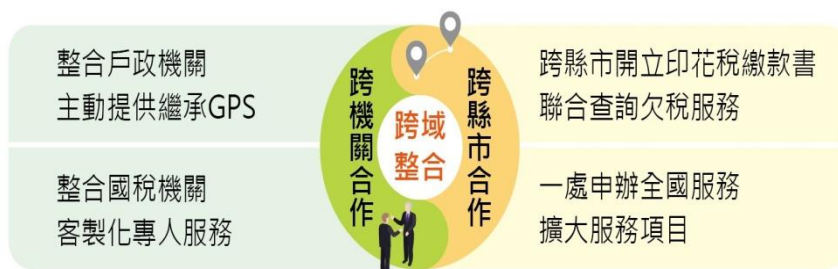 整合戶政機關
主動提供繼承GPS
整合國稅機關
客製化專人服務
跨機關合作
跨域
整合
跨縣市合作
跨縣市開立印花稅繳款書
聯合查詢欠稅服務
一處申辦全國服務
擴大服務項目